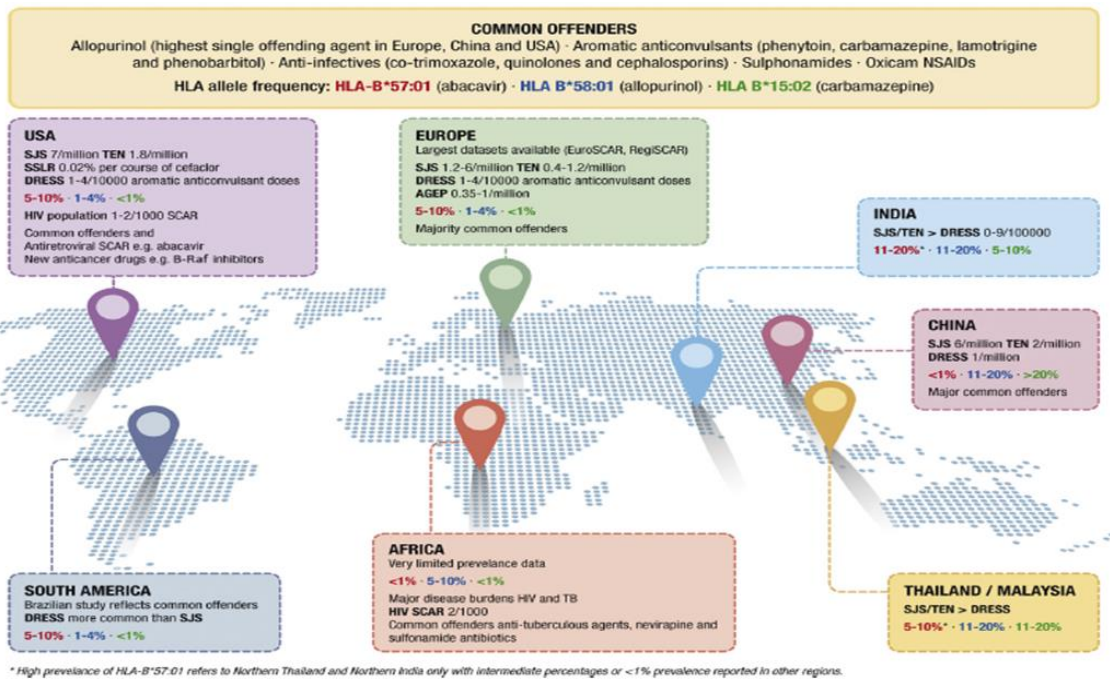 COMMON OFFENDERS
Allopurinol (highest single offending agent in Europe, China and USA) · Aromatic anticonvulsants (phenytoin, carbamazepine, lamotrigine
and phenobarbitol) · Anti-infectives (co-trimoxazole, quinolones and cephalosporins) · Sulphonamides · Oxicam NSAIDs
HLA allele frequency: HLA-B*57:01 (abacavir) · HLA B*58:01 (allopurinol) · HLA B*15:02 (carbamazepine)
USA
SJS 7/million TEN 1.8/million
SSLR 0.02% per course of cefaclor
DRESS 1-4/10000 aromatic anticonvulsant doses
5-10% · 1-4% · <1%
HIV population 1-2/1000 SCAR
Common offenders and
Antiretroviral SCAR e.g. abacavir
New anticancer drugs e.g. B-Raf inhibitors
EUROPE
Largest datasets available (EuroSCAR, RegiSCAR)
SJS 1.2-6/million TEN 0.4-1.2/million
DRESS 1-4/10000 aromatic anticonvulsant doses
AGEP 0.35-1/million
5-10% · 1-4% · <1%
Majority common offenders
INDIA
SJS/TEN > DRESS 0-9/100000
11-20%* · 11-20% · 5-10%
CHINA
SJS 6/million TEN 2/million
DRESS 1/million
<1% · 11-20% · >20%
Major common offenders
SOUTH AMERICA
Brazilian study reflects common offenders
DRESS more common than SJS
5-10% · 1-4% · <1%
AFRICA
Very limited prevelance data
<1% · 5-10% · <1%
Major disease burdens HIV and TB
HIV SCAR 2/1000
Common offenders anti-tuberculous agents, nevirapine and
sulfonamide antibiotics
THAILAND / MALAYSIA
SJS/TEN > DRESS
5-10%* · 11-20% · 11-20%
* High prevelance of HLA-B*57:01 refers to Northern Thailand and Northern India only with intermediate percentages or <1% prevalence reported in other regions.